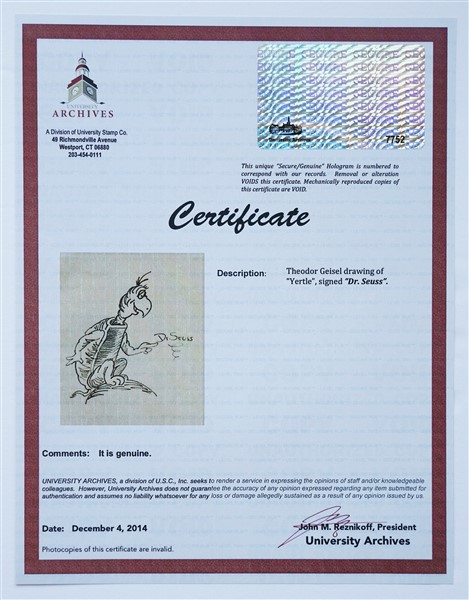 UNIVERSITY
ARCHIVES
A Division of University Stamp Co.
49 Richmondville Avenue
Westport, CT 06880
203-454-0111
7752
This unique "Secure/Genuine" Hologram is numbered to
correspond with our records. Removal or alteration
VOIDS this certificate. Mechanically reproduced copies of
this certificate are VOID.
Certificate
Description:
Theodor Geisel drawing of
"Yertle", signed "Dr. Seuss".
Dr. Seuss
Comments: It is genuine.
UNIVERSITY ARCHIVES, a division of U.S.C., Inc. seeks to render a service in expressing the opinions of staff and/or knowledgeable
colleagues. However, University Archives does not guarantee the accuracy of any opinion expressed regarding any item submitted for
authentication and assumes no liability whatsoever for any loss or damage allegedly sustained as a result of any opinion issued by us.
Date: December 4, 2014
John M. Reznikoff, President
University Archives
Photocopies of this certificate are invalid.